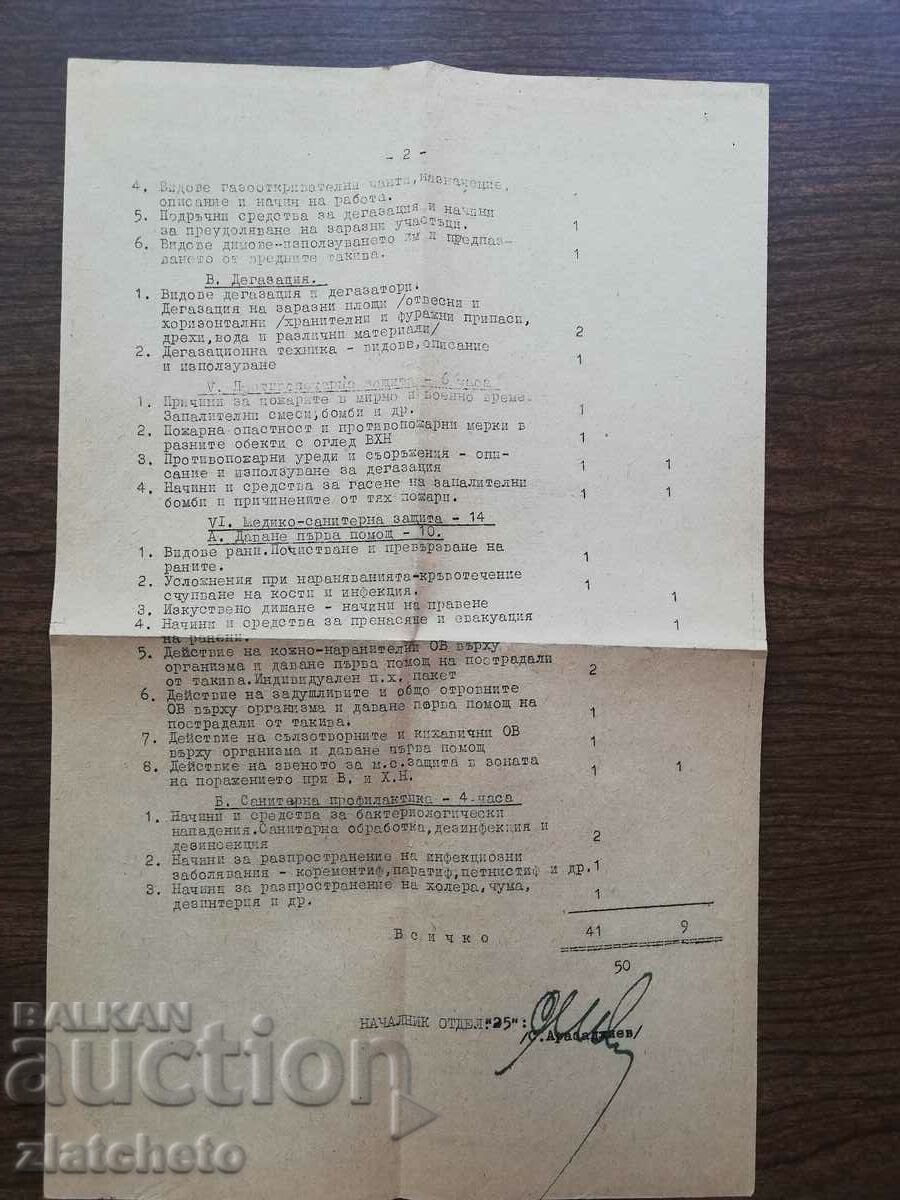 - 2 -
4. Видове газооткривателни чанти, назначение,
описание и начин на работа. 1
5. Подръчни средства за дегазация и начини
за преудоляване на заразни участъци. 1
6. Видове димове-използуването им и предпаз-
ването от вредните такива. 1
В. Дегазация.
1. Видове дегазация и дегазатори.
Дегазация на заразни площи /отвесни и
хоризонтални /хранителни и фуражни припаси,
дрехи,вода и различни материали/ 2
2. Дегазационна техника - видове,описание
и използуване 1
V. Противопожарна защита - 6 часа
1. Причини за пожарите в мирно и военно време.
Запалителни смеси,бомби и др. 1
2. Пожарна опастност и противопожарни мерки в
разните обекти с оглед ВХН 1
3. Противопожарни уреди и съоръжения - опи-
сание и използуване за дегазация 1 1
4. Начини и средства за гасене на запалителни
бомби и причинените от тях пожари. 1 1
VI. Медико-санитерна защита - 14
А. Даване първа помощ - 10.
1. Видове рани.Почистване и превързване на
раните. 1
2. Усложнения при нараняванията-кръвотечение
счупване на кости и инфекция. 1
3. Изкуствено дишане - начини на правене 1
4. Начини и средства за пренасяне и евакуация
на ранени. 1
5. Действие на кожно-наранителни ОВ върху
организма и даване първа помощ на пострадали
от такива.Индивидуален п.х. пакет 2
6. Действие на задушливите и общо отровните
ОВ върху организма и даване първа помощ на
пострадали от такива. 1
7. Действие на сълзотворните и кихавични ОВ
върху организма и даване първа помощ 1
8. Действие на звеното за м.с.защита в зоната
на поражението при В. и Х.Н. 1 1
Б. Санитарна профилактика - 4 часа
1. Начини и средства за бактериологически
нападения.Санитарна обработка,дезинфекция и
дезинсекция 2
2. Начини за разпространение на инфекциозни
заболявания - корементиф,паратиф,петнистиф и др. 1
3. Начини за разпространение на холера,чума,
дезинтерия и др. 1
Всичко 41 9
50
НАЧАЛНИК ОТДЕЛ "25":
/С.Арабаджиев/
BALKAN
auction
zlatcheto